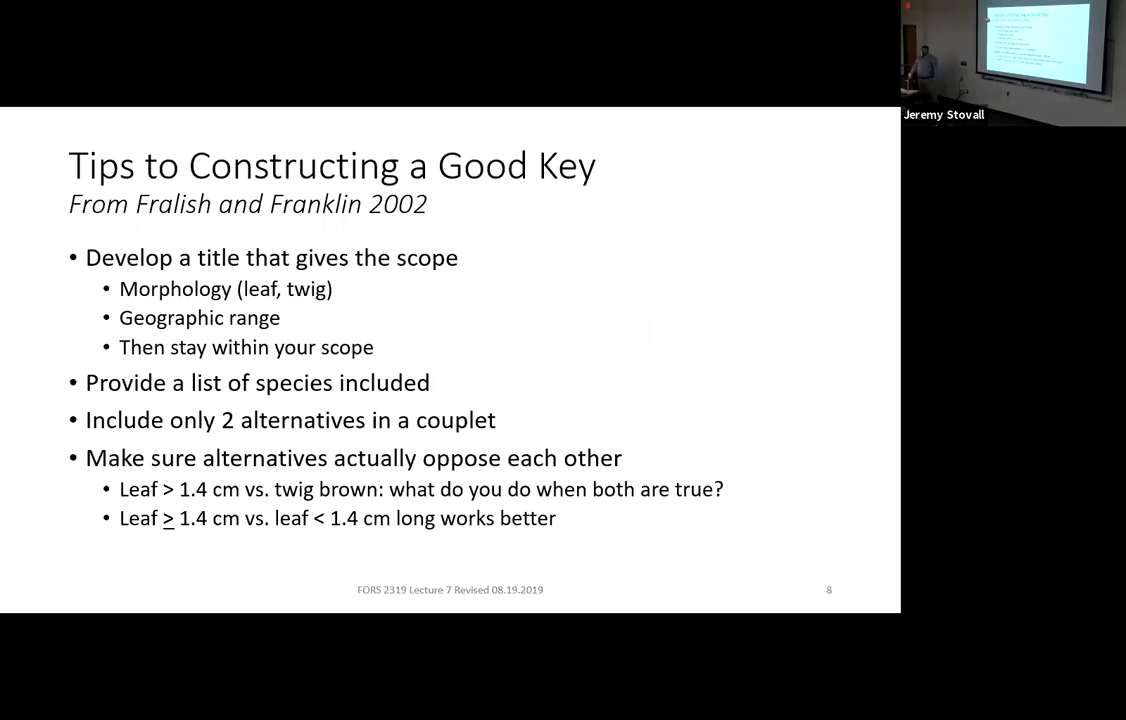 Tips to Constructing a Good Key
From Fralish and Franklin 2002
• Develop a title that gives the scope
• Morphology (leaf, twig)
• Geographic range
• Then stay within your scope
• Provide a list of species included
• Include only 2 alternatives in a couplet
• Make sure alternatives actually oppose each other
• Leaf > 1.4 cm vs. twig brown: what do you do when both are true?
• Leaf ≥ 1.4 cm vs. leaf < 1.4 cm long works better
FORS 2319 Lecture 7 Revised 08.19.2019
8
Jeremy Stovall